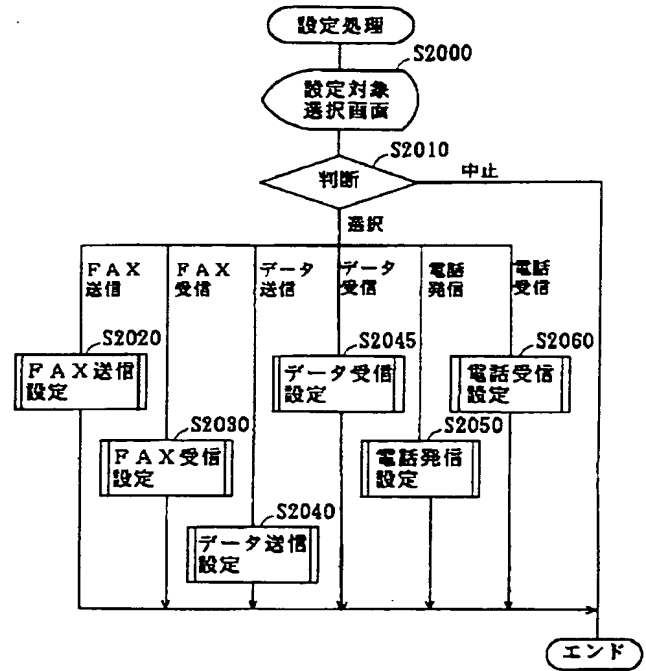 設定処理
S2000
設定対象
選択画面
S2010
判断
中止
選択
FAX
送信
FAX
受信
データ
送信
データ
受信
電話
発信
電話
受信
S2020
FAX送信
設定
S2045
データ受信
設定
S2060
電話受信
設定
S2030
FAX受信
設定
S2050
電話発信
設定
S2040
データ送信
設定
エンド